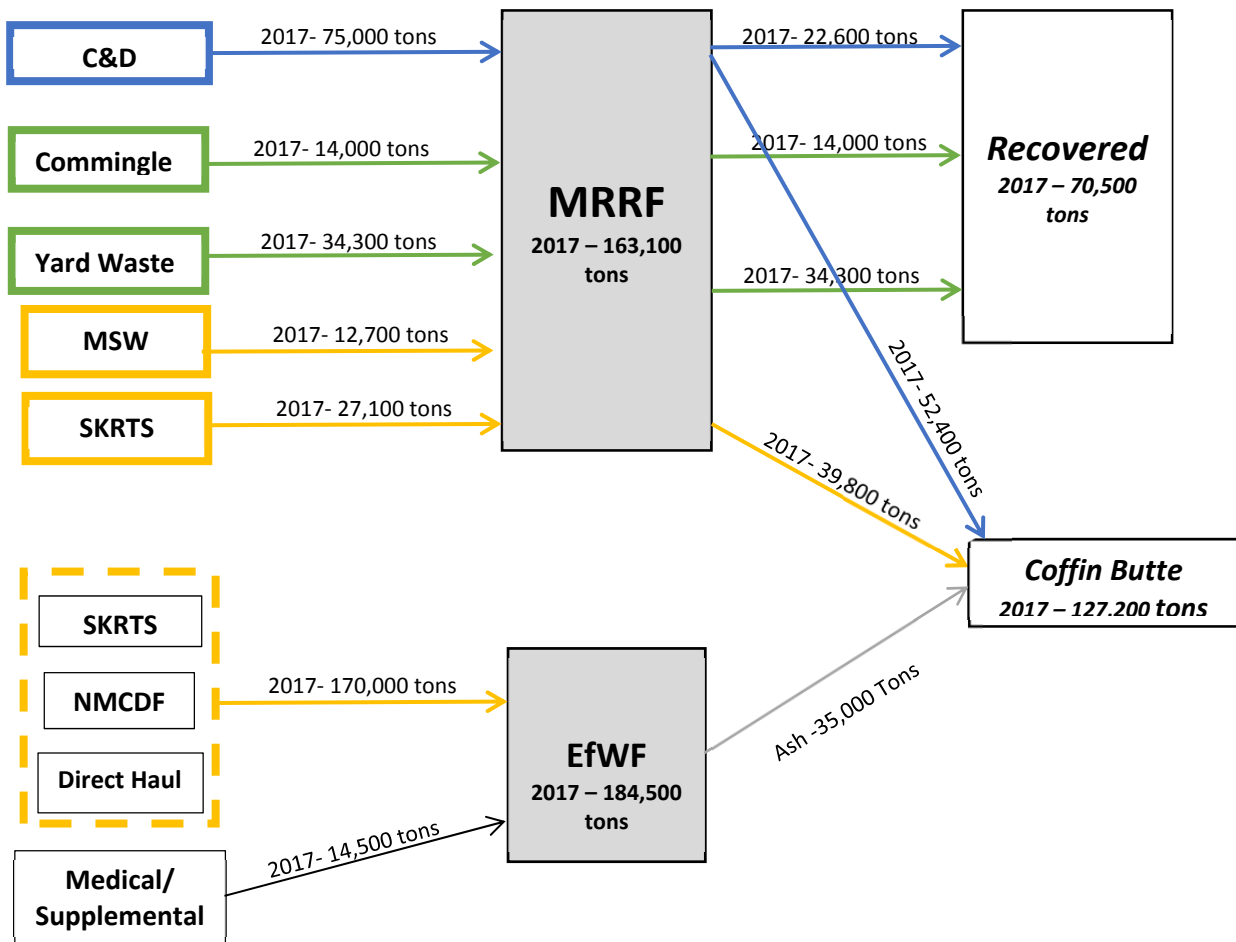 C&D
2017- 75,000 tons
Commingle
2017- 14,000 tons
Yard Waste
2017- 34,300 tons
MSW
2017- 12,700 tons
SKRTS
2017- 27,100 tons
MRRF
2017 – 163,100
tons
2017- 22,600 tons
2017- 14,000 tons
2017- 34,300 tons
2017- 52,400 tons
2017- 39,800 tons
Recovered
2017 – 70,500
tons
Coffin Butte
2017 – 127.200 tons
SKRTS
NMCDF
Direct Haul
2017- 170,000 tons
Medical/
Supplemental
2017- 14,500 tons
EfWF
2017 – 184,500
tons
Ash -35,000 Tons